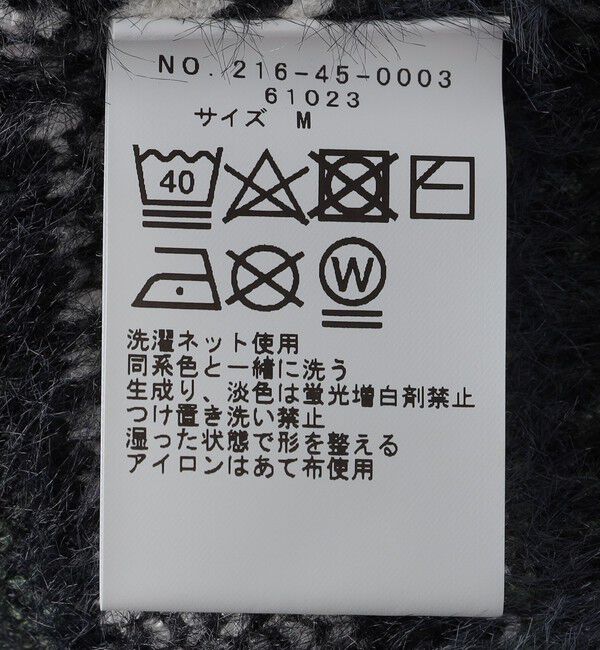 NO. 216-45-0003
61023
サイズ M
40
W
洗濯ネット使用
同系色と一緒に洗う
生成り、淡色は蛍光増白剤禁止
つけ置き洗い禁止
湿った状態で形を整える
アイロンはあて布使用